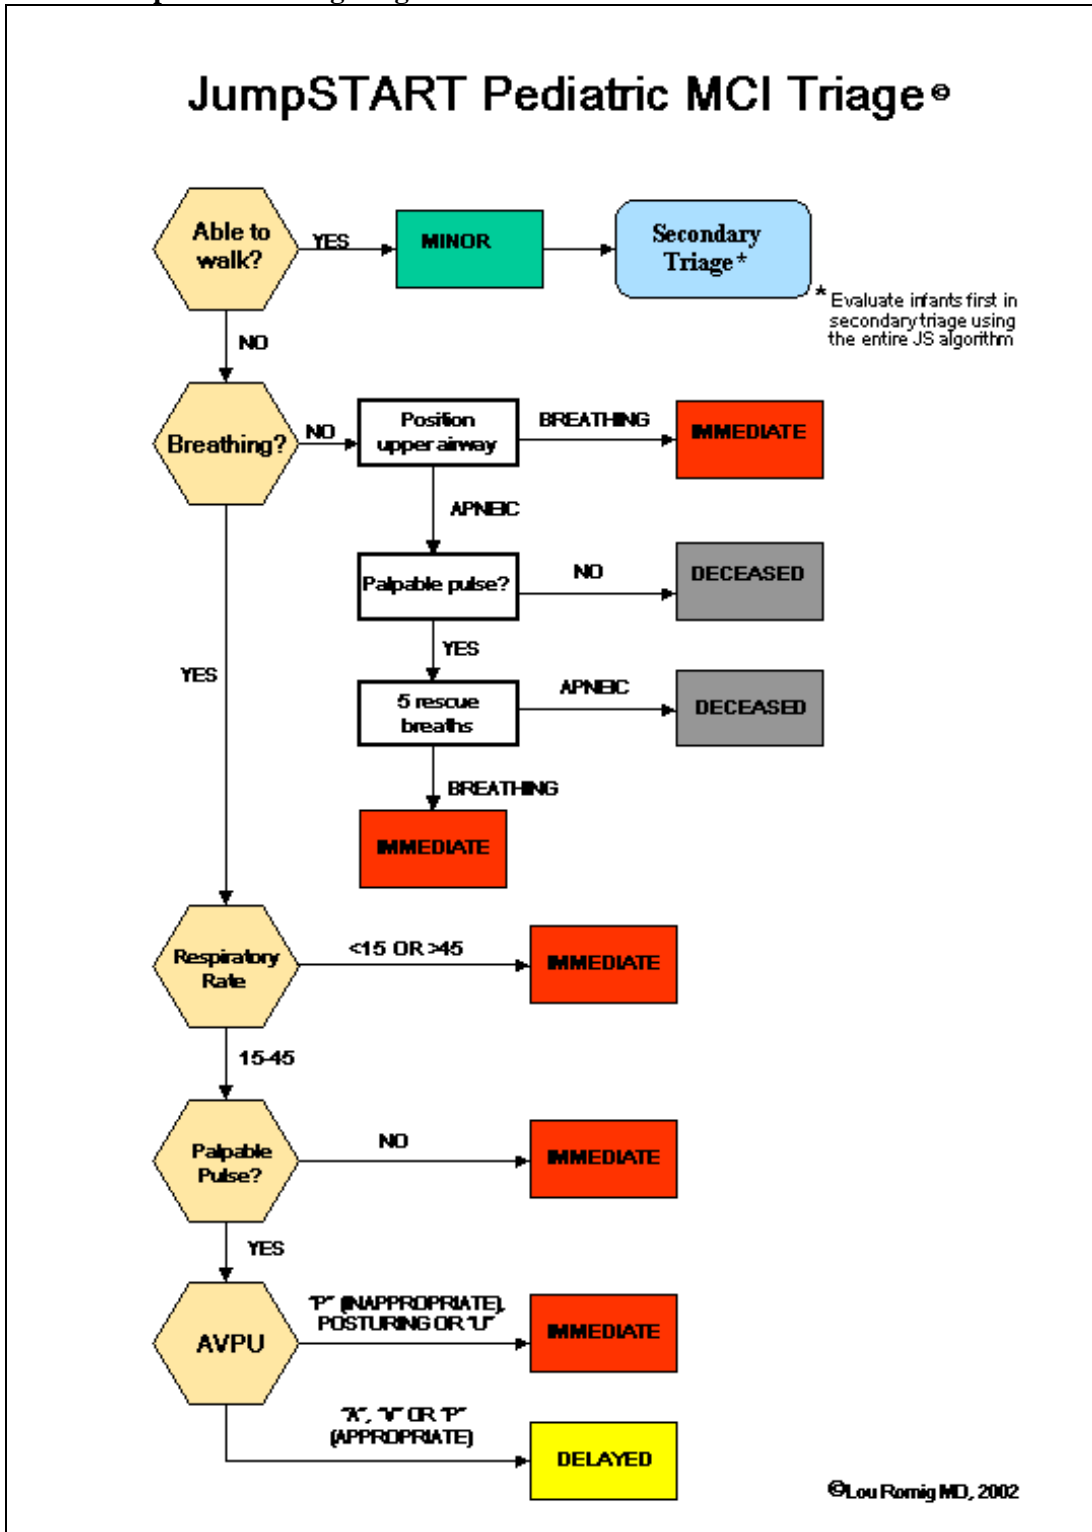 JumpSTART Pediatric MCI Triage©
Able to
walk?
YES
MINOR
Secondary
Triage*
* Evaluate infants first in
secondary triage using
the entire JS algorithm
NO
Breathing?
NO
Position
upper airway
BREATHING
IMMEDIATE
APNEIC
Palpable pulse?
NO
DECEASED
YES
YES
5 rescue
breaths
APNEIC
DECEASED
BREATHING
IMMEDIATE
Respiratory
Rate
<15 OR >45
IMMEDIATE
15-45
Palpable
Pulse?
NO
IMMEDIATE
YES
AVPU
"P" (INAPPROPRIATE),
POSTURING OR "U"
IMMEDIATE
"A", "V" OR "P"
(APPROPRIATE)
DELAYED
©Lou Romig MD, 2002